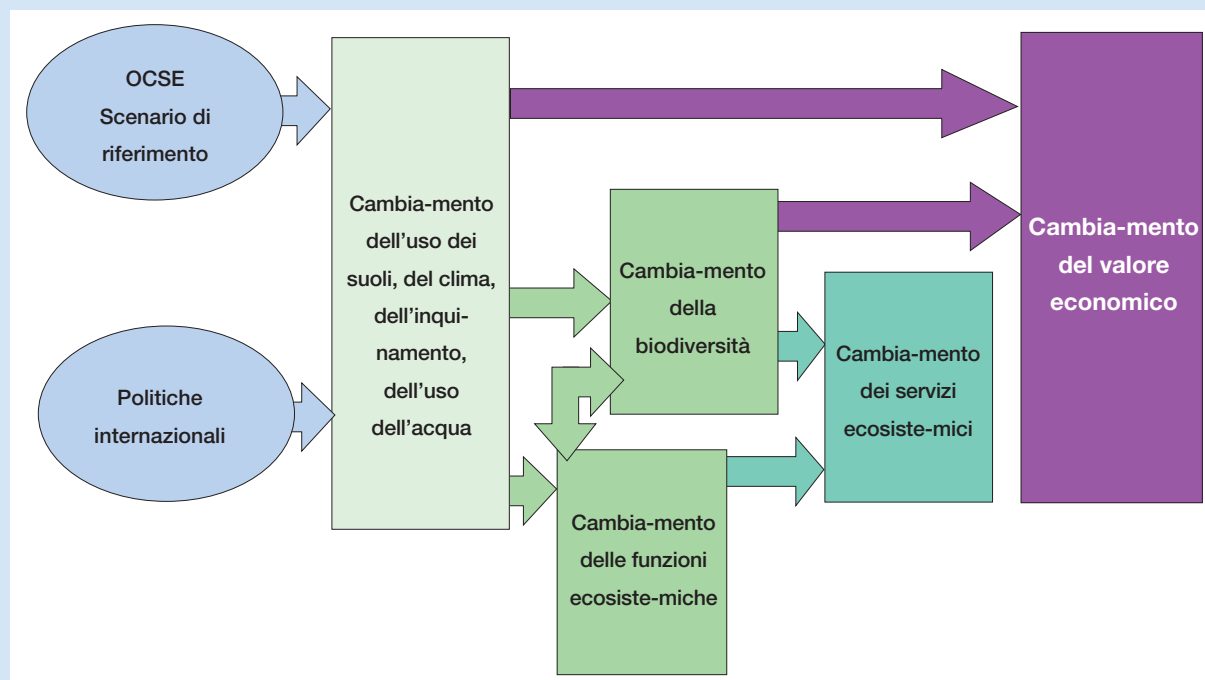 OCSE
Scenario di
riferimento
Politiche
internazionali
Cambia-mento
dell'uso dei
suoli, del clima,
dell'inqui-
namento,
dell'uso
dell'acqua
Cambia-mento
della
biodiversità
Cambia-mento
delle funzioni
ecosiste-miche
Cambia-mento
dei servizi
ecosiste-mici
Cambia-mento
del valore
economico